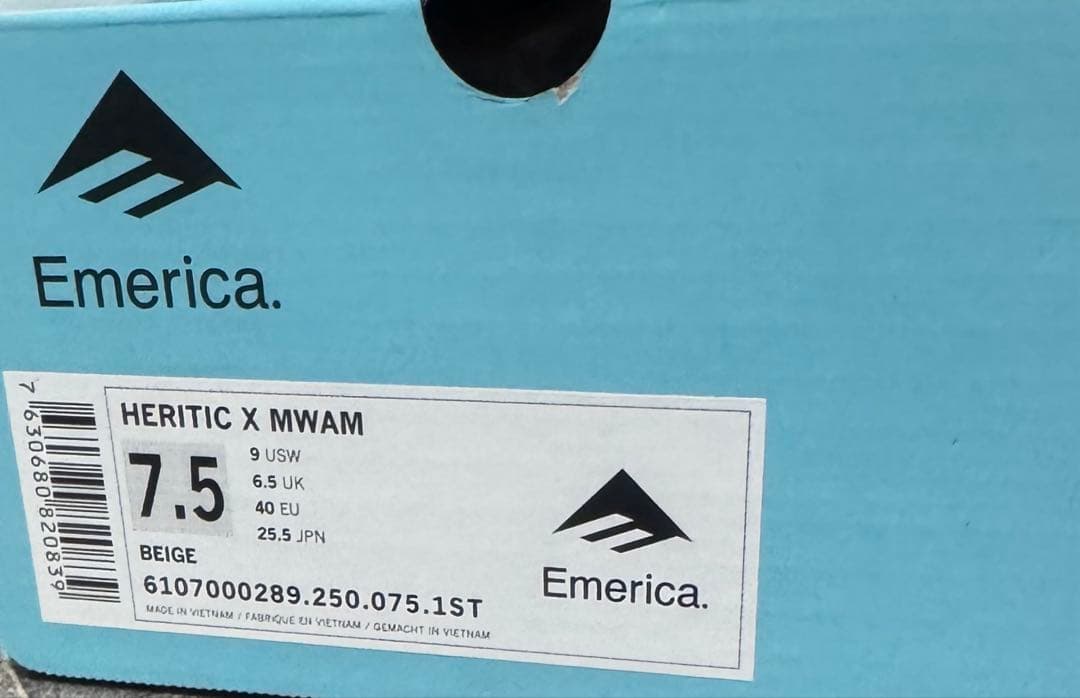 Emerica.
HERITIC X MWAM
7.5
9 USW
6.5 UK
40 EU
25.5 JPN
BEIGE
6107000289.250.075.1ST
MADE IN VIETNAM / FABRIQUE EN VIETNAM / GEMACHT IN VIETNAM
Emerica.
7 630680 820839